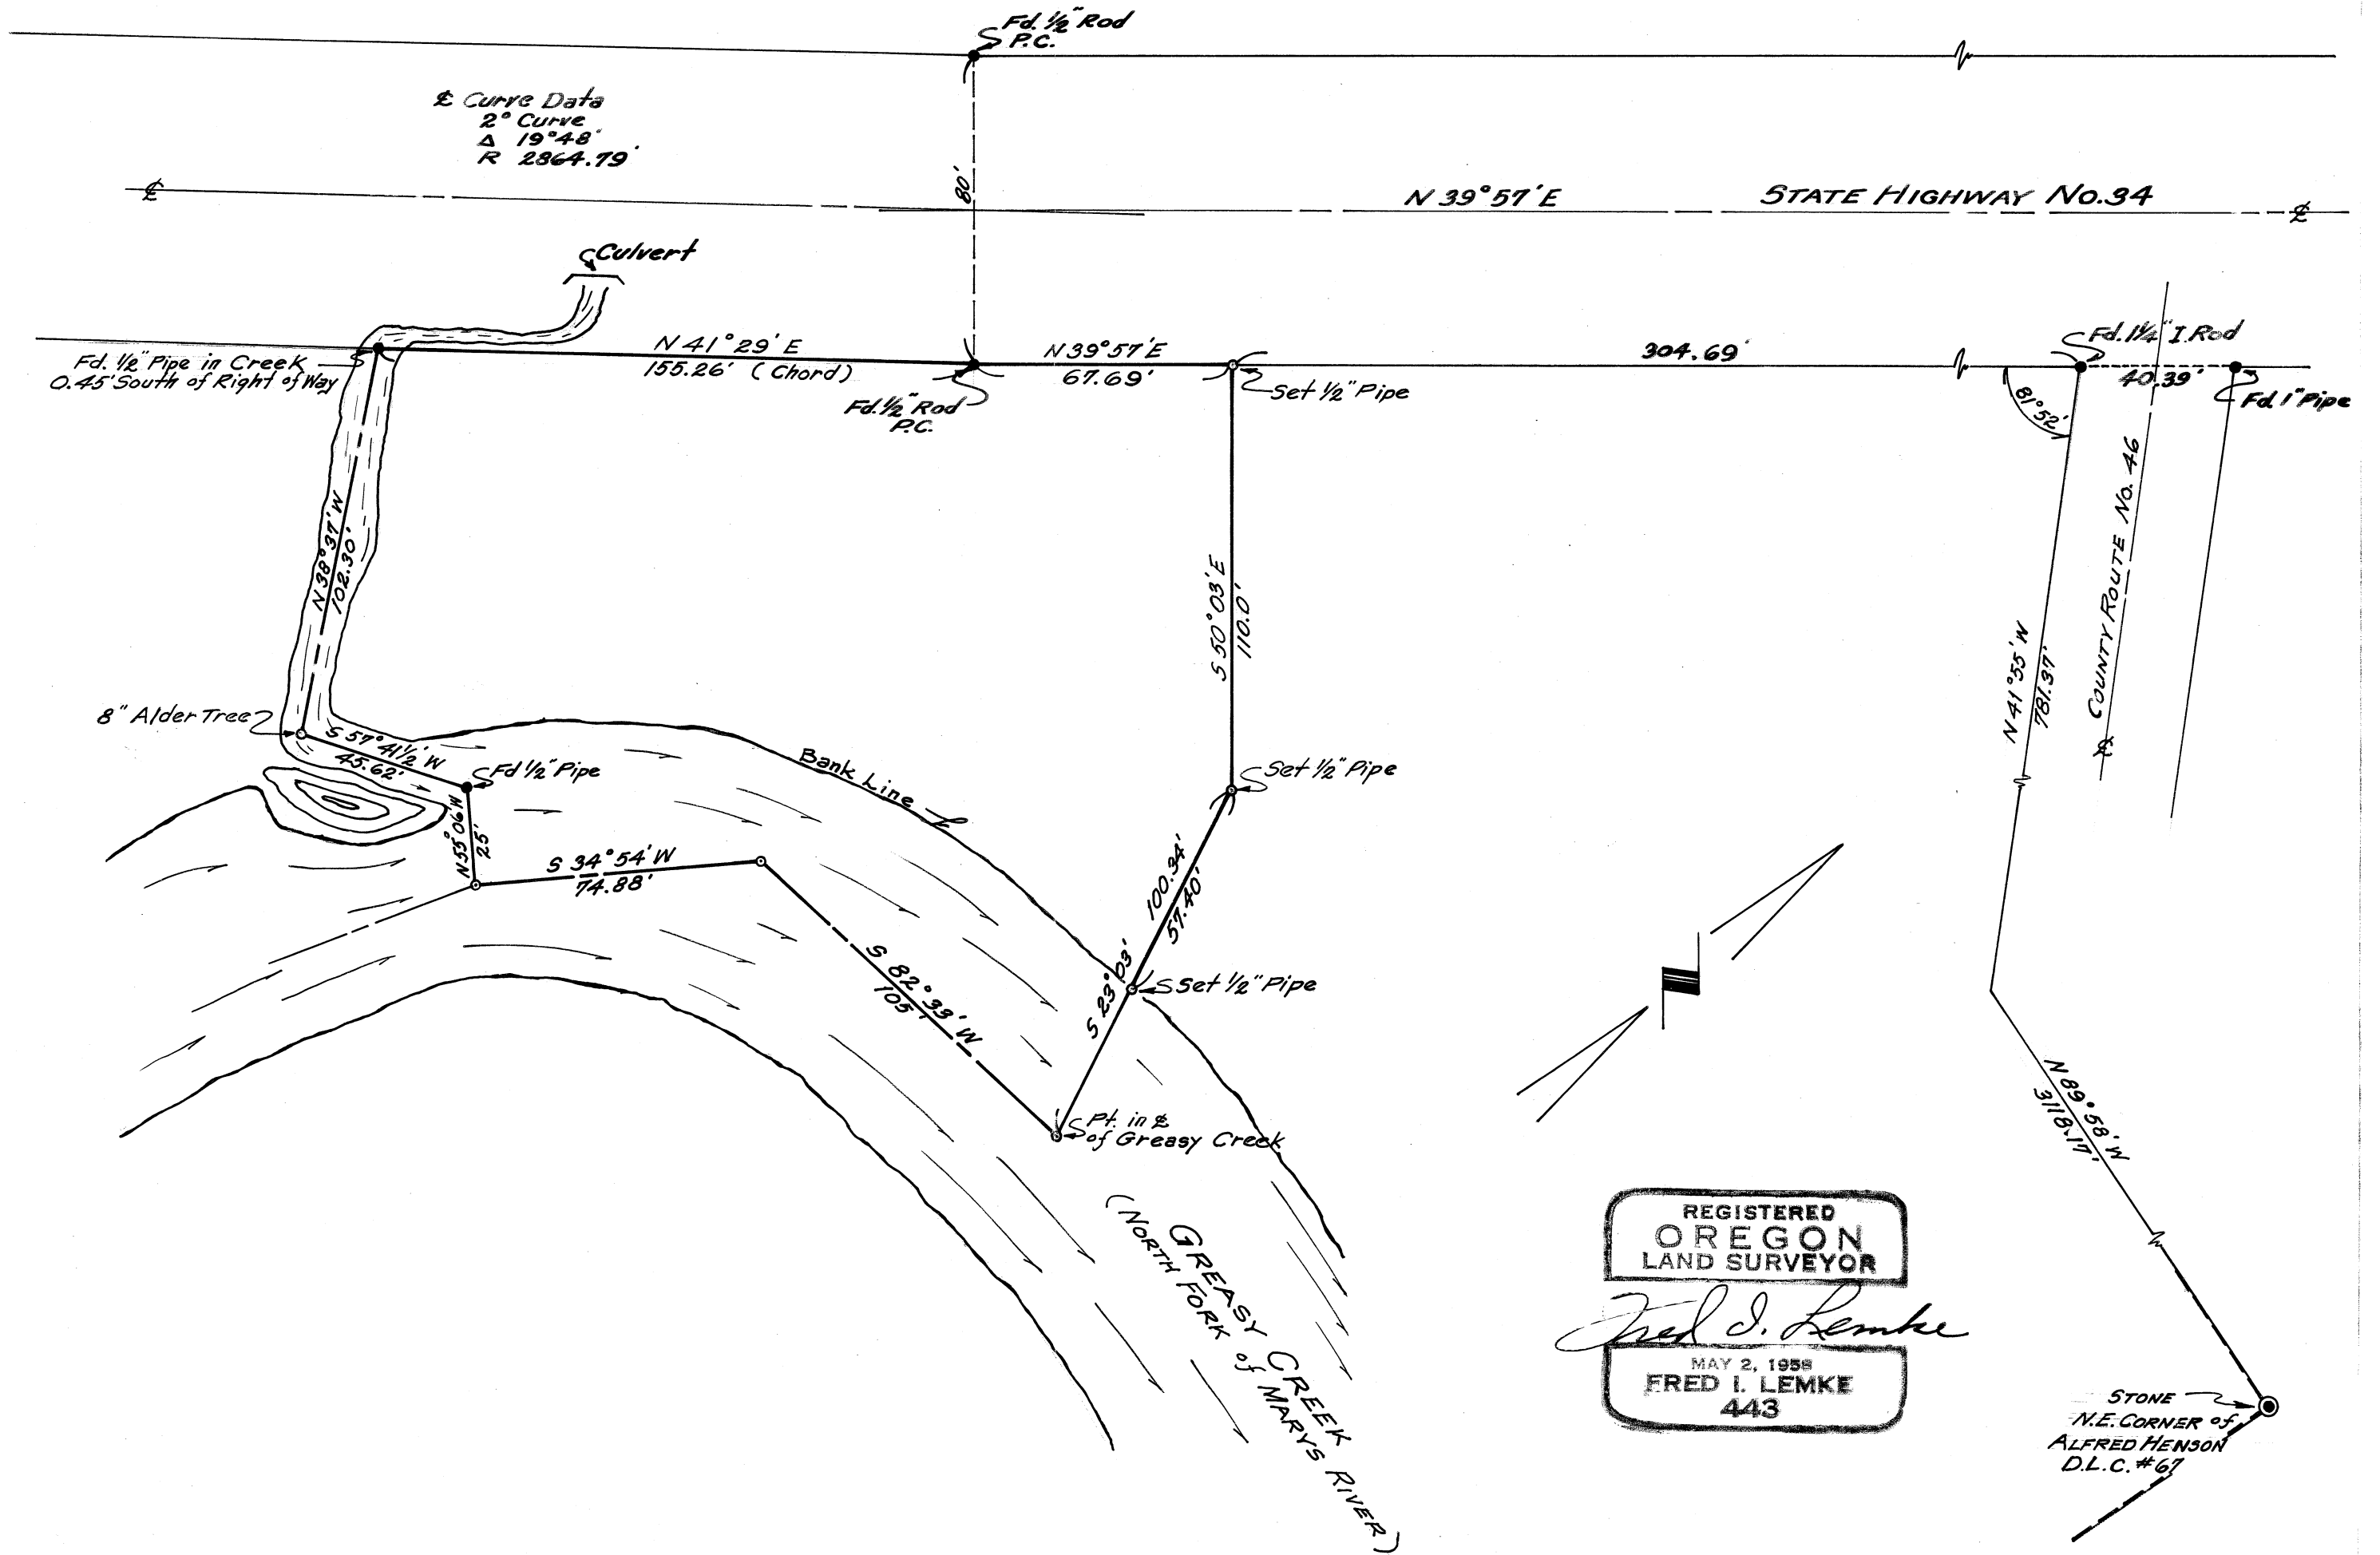 Fd. 1/2" Rod
P.C.
℄ Curve Data
2° Curve
Δ 19°48'
R 2864.79'
80'
℄
N 39°57' E
STATE HIGHWAY No.34
℄
Culvert
Fd. 1/2" Pipe in Creek
0.45' South of Right of Way
N 41°29' E
155.26' (Chord)
Fd. 1/2" Rod
P.C.
N 39°57' E
67.69'
Set 1/2" Pipe
304.69'
Fd. 1 1/4" I. Rod
40.39'
Fd. 1" Pipe
81°52'
N 38°37' W
102.30'
S 50°03' E
110.0'
N 41°55' W
781.37'
COUNTY ROUTE No. 46
℄
8" Alder Tree
S 57°41 1/2' W
45.62'
Fd 1/2" Pipe
N 55°06' W
25'
Bank Line
Set 1/2" Pipe
S 34°54' W
74.88'
100.34'
57.40'
S 23°03'
Set 1/2" Pipe
S 82°33' W
105'
Pt. in ℄
of Greasy Creek
N 89°58' W
3118.17'
GREASY CREEK
(NORTH FORK of MARYS RIVER)
REGISTERED
OREGON
LAND SURVEYOR
Fred I. Lemke
MAY 2, 1958
FRED I. LEMKE
443
STONE
N.E. CORNER of
ALFRED HENSON
D.L.C. #67